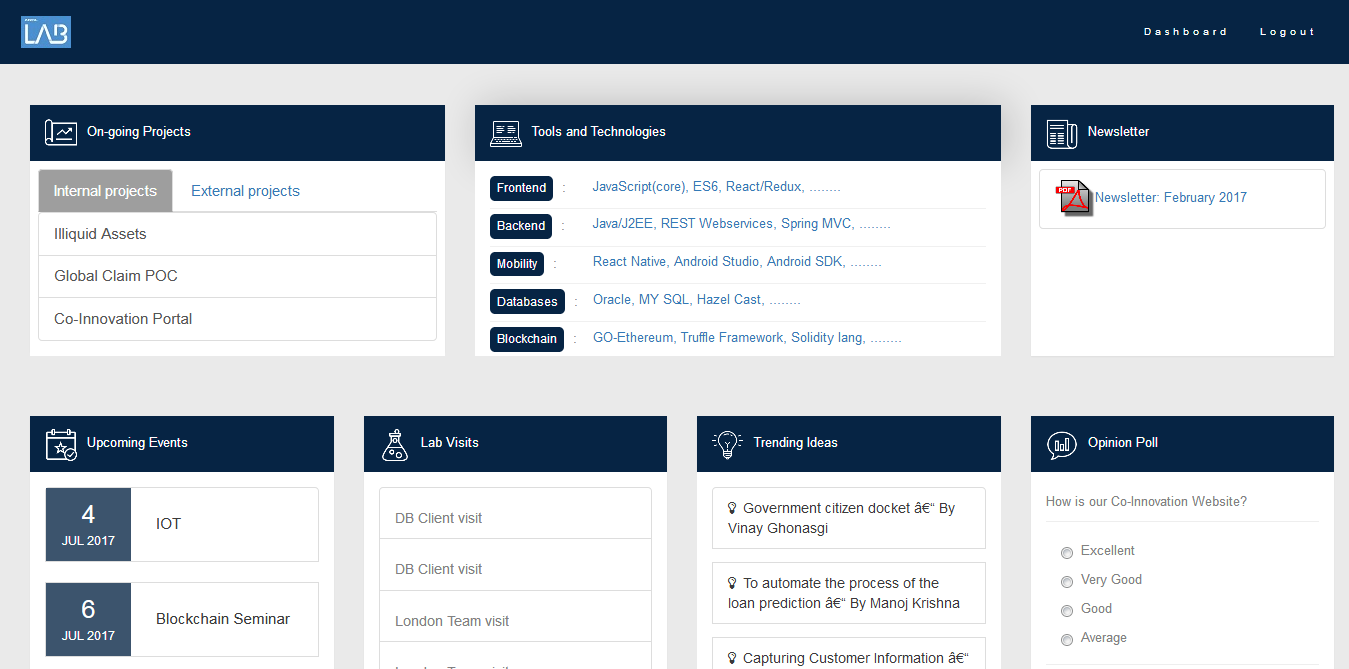 LAB
Dashboard Logout
On-going Projects
Internal projects External projects
Illiquid Assets
Global Claim POC
Co-Innovation Portal
Tools and Technologies
Frontend : JavaScript(core), ES6, React/Redux, ........
Backend : Java/J2EE, REST Webservices, Spring MVC, ........
Mobility : React Native, Android Studio, Android SDK, ........
Databases : Oracle, MY SQL, Hazel Cast, ........
Blockchain : GO-Ethereum, Truffle Framework, Solidity lang, ........
Newsletter
PDF
Newsletter: February 2017
Upcoming Events
4
JUL 2017
IOT
6
JUL 2017
Blockchain Seminar
Lab Visits
DB Client visit
DB Client visit
London Team visit
Trending Ideas
Government citizen docket â€“ By
Vinay Ghonasgi
To automate the process of the
loan prediction â€“ By Manoj Krishna
Capturing Customer Information â€“
Opinion Poll
How is our Co-Innovation Website?
Excellent
Very Good
Good
Average